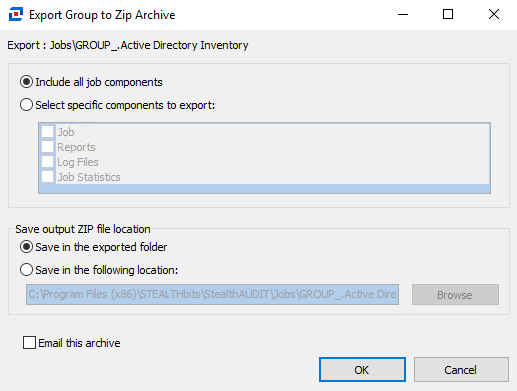 Export Group to Zip Archive
Export : Jobs\GROUP_.Active Directory Inventory
Include all job components
Select specific components to export:
Job
Reports
Log Files
Job Statistics
Save output ZIP file location
Save in the exported folder
Save in the following location:
C:\Program Files (x86)\STEALTHbits\StealthAUDIT\Jobs\GROUP_.Active Dire
Browse
Email this archive
OK
Cancel